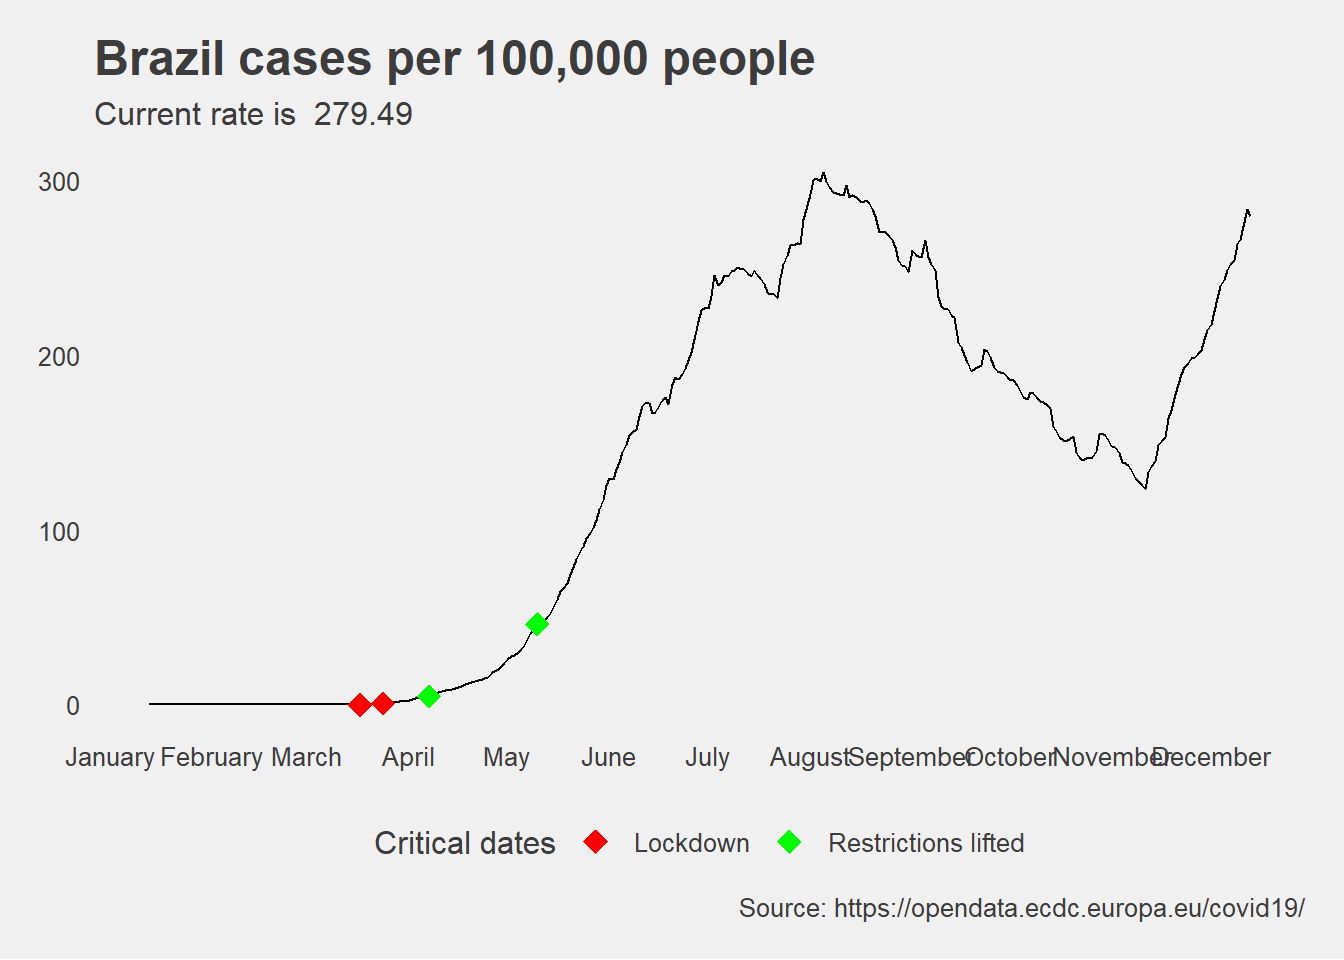 Brazil cases per 100,000 people
Current rate is  279.49
300
200
100
0
January February March April May June July August September October November December
Critical dates Lockdown Restrictions lifted
Source: https://opendata.ecdc.europa.eu/covid19/